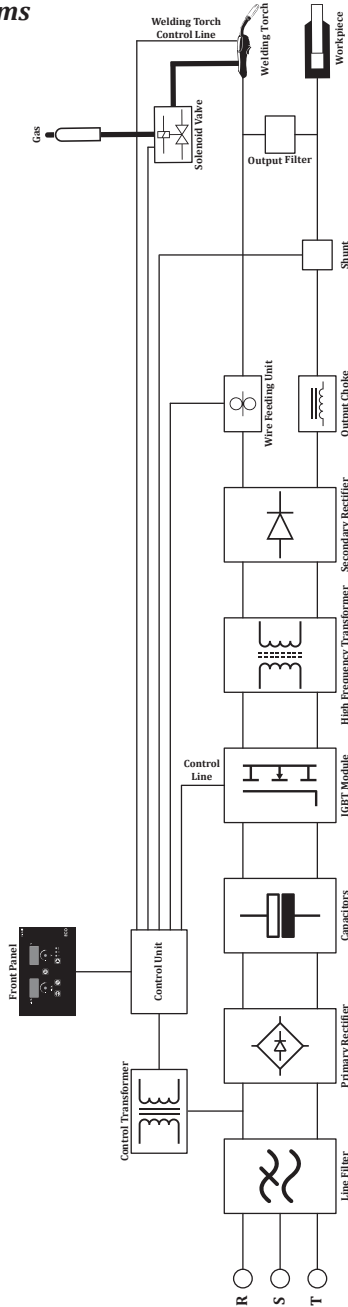 ms
Welding Torch
Control Line
Welding Torch
Workpiece
Gas
Solenoid Valve
Output Filter
Shunt
Wire Feeding Unit
Output Choke
Secondary Rectifier
High Frequency Transformer
Control
Line
IGBT Module
Front Panel
Control Unit
Capacitors
Control Transformer
Primary Rectifier
Line Filter
R
S
T